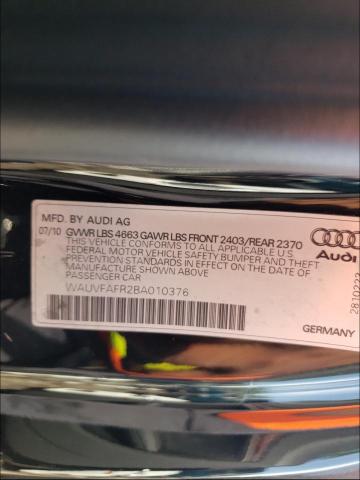 MFD. BY AUDI AG
07/10 GVWR LBS 4663 GAWR LBS FRONT 2403/REAR 2370
THIS VEHICLE CONFORMS TO ALL APPLICABLE U.S.
FEDERAL MOTOR VEHICLE SAFETY BUMPER AND THEFT
PREVENTION STANDARDS IN EFFECT ON THE DATE OF
MANUFACTURE SHOWN ABOVE.
PASSENGER CAR
WAUVFAFR2BA010376
Audi
GERMANY